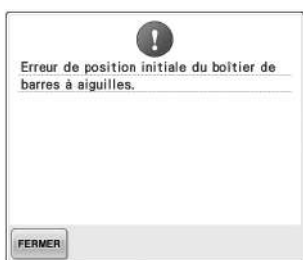 Erreur de position initiale du boîtier de
barres à aiguilles.
FERMER